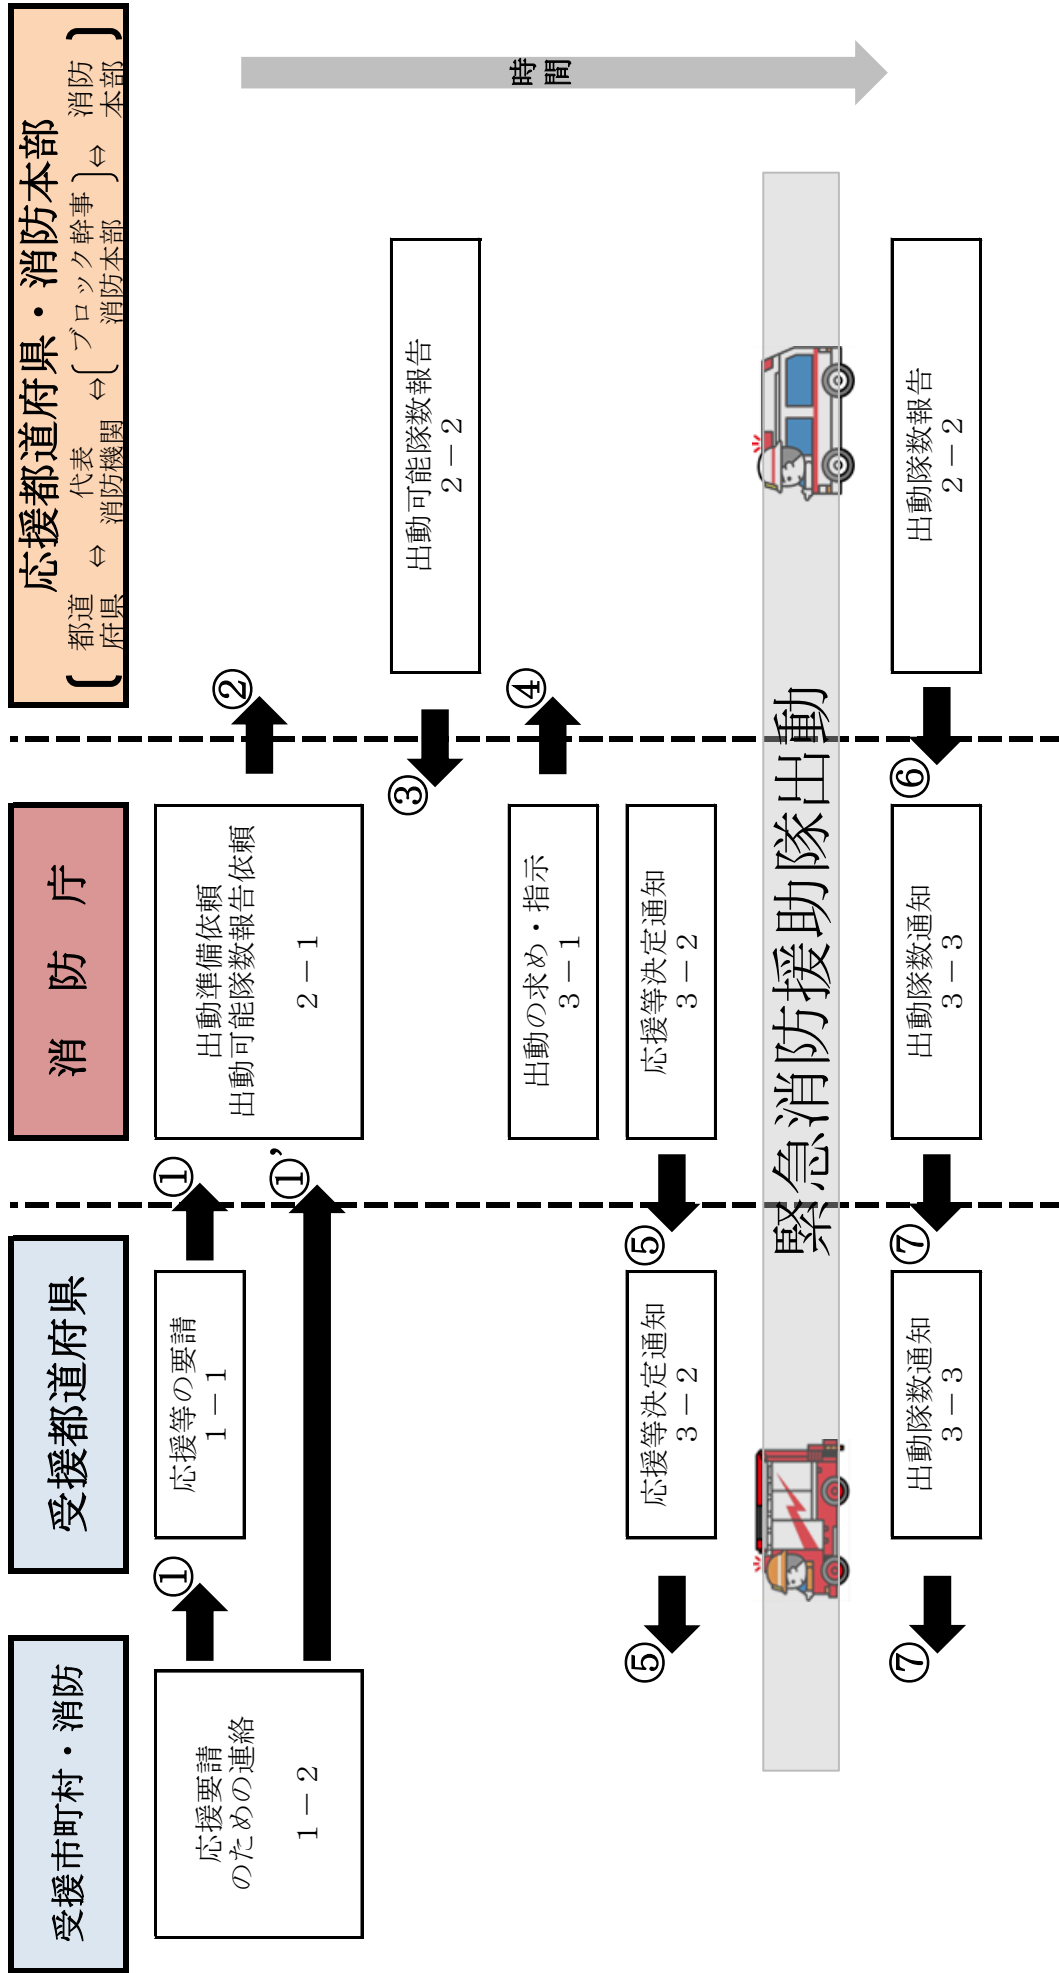 受援市町村・消防
受援都道府県
消　防　庁
応援都道府県・消防本部
都道
府県
⇔
代表
消防機関
⇔
ブロック幹事
消防本部
⇔
消防
本部
時間
応援要請
のための連絡
１－２
①
応援等の要請
１－１
①
①’
出動準備依頼
出動可能隊数報告依頼
２－１
②
出動可能隊数報告
２－２
③
出動の求め・指示
３－１
④
応援等決定通知
３－２
⑤
応援等決定通知
３－２
⑤
緊急消防援助隊出動
出動隊数報告
２－２
⑥
出動隊数通知
３－３
⑦
出動隊数通知
３－３
⑦